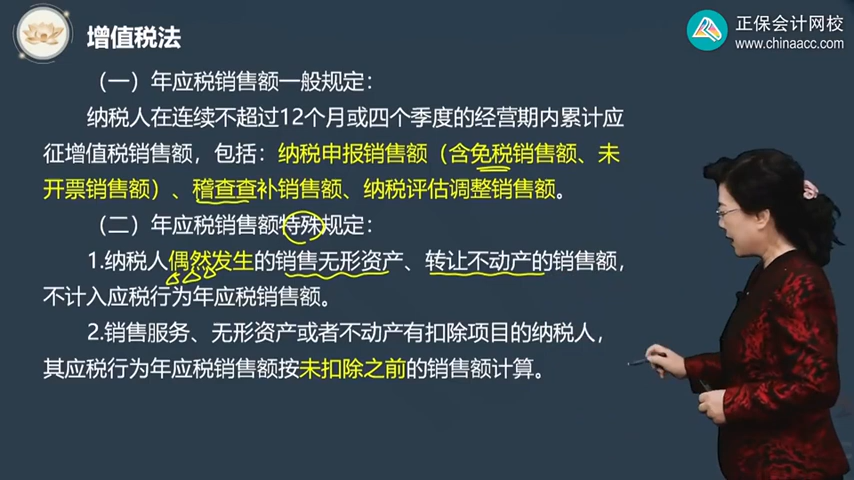 增值税法
正保会计网校
www.chinaacc.com
（一）年应税销售额一般规定：
纳税人在连续不超过12个月或四个季度的经营期内累计应
征增值税销售额，包括：纳税申报销售额（含免税销售额、未
开票销售额）、稽查查补销售额、纳税评估调整销售额。
（二）年应税销售额特殊规定：
1.纳税人偶然发生的销售无形资产、转让不动产的销售额，
不计入应税行为年应税销售额。
2.销售服务、无形资产或者不动产有扣除项目的纳税人，
其应税行为年应税销售额按未扣除之前的销售额计算。